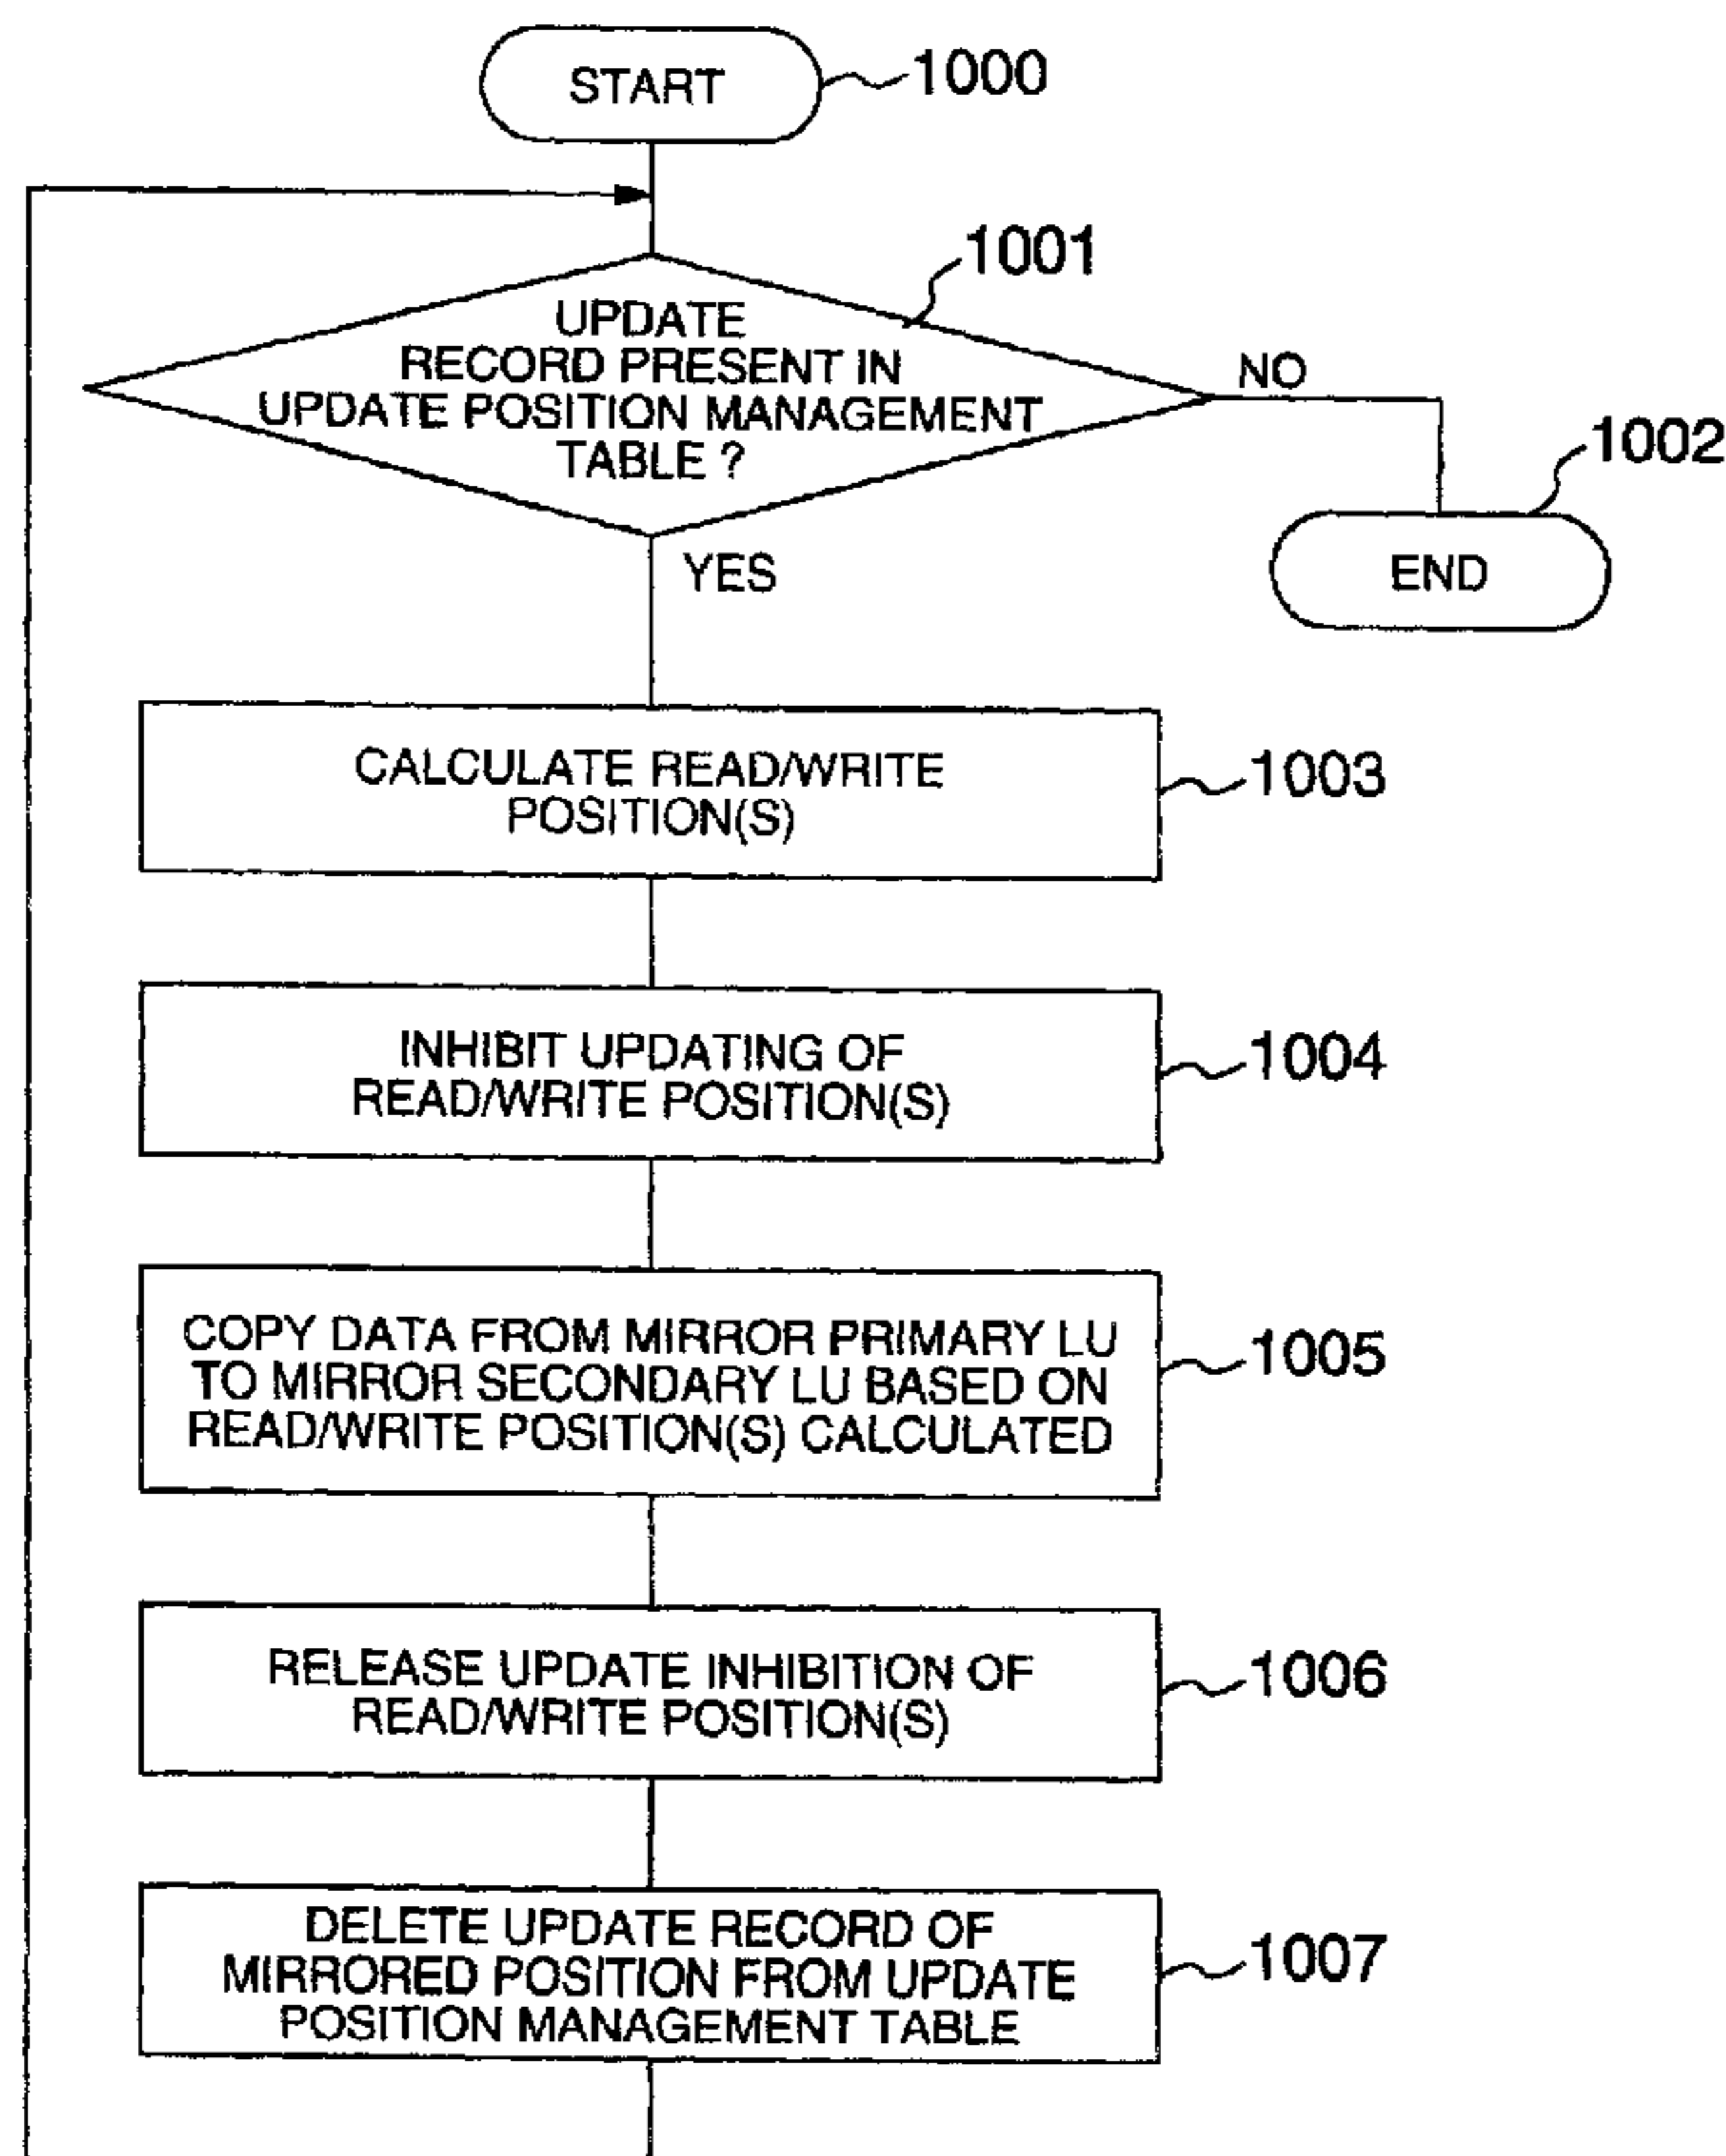 START
1000
1001
UPDATE
RECORD PRESENT IN
UPDATE POSITION MANAGEMENT
TABLE ?
NO
1002
END
YES
CALCULATE READ/WRITE
POSITION(S)
1003
INHIBIT UPDATING OF
READ/WRITE POSITION(S)
1004
COPY DATA FROM MIRROR PRIMARY LU
TO MIRROR SECONDARY LU BASED ON
READ/WRITE POSITION(S) CALCULATED
1005
RELEASE UPDATE INHIBITION OF
READ/WRITE POSITION(S)
1006
DELETE UPDATE RECORD OF
MIRRORED POSITION FROM UPDATE
POSITION MANAGEMENT TABLE
1007